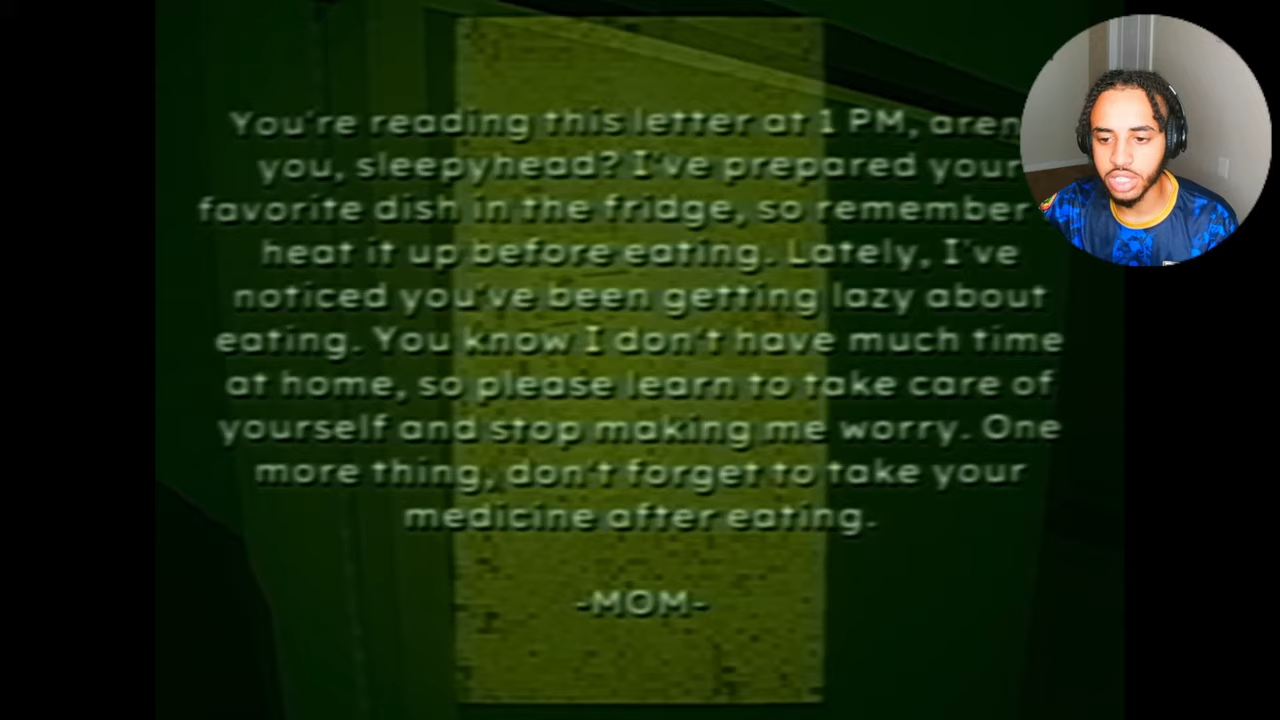 You're reading this letter at 1 PM, aren
you, sleepyhead? I've prepared your
favorite dish in the fridge, so remember
heat it up before eating. Lately, I've
noticed you've been getting lazy about
eating. You know I don't have much time
at home, so please learn to take care of
yourself and stop making me worry. One
more thing, don't forget to take your
medicine after eating.
-MOM-